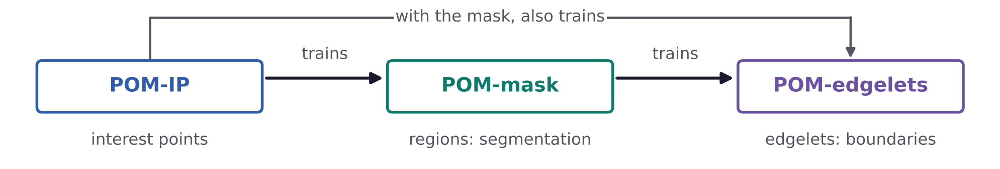 with the mask, also trains
trains
trains
POM-IP
POM-mask
POM-edgelets
interest points
regions: segmentation
edgelets: boundaries